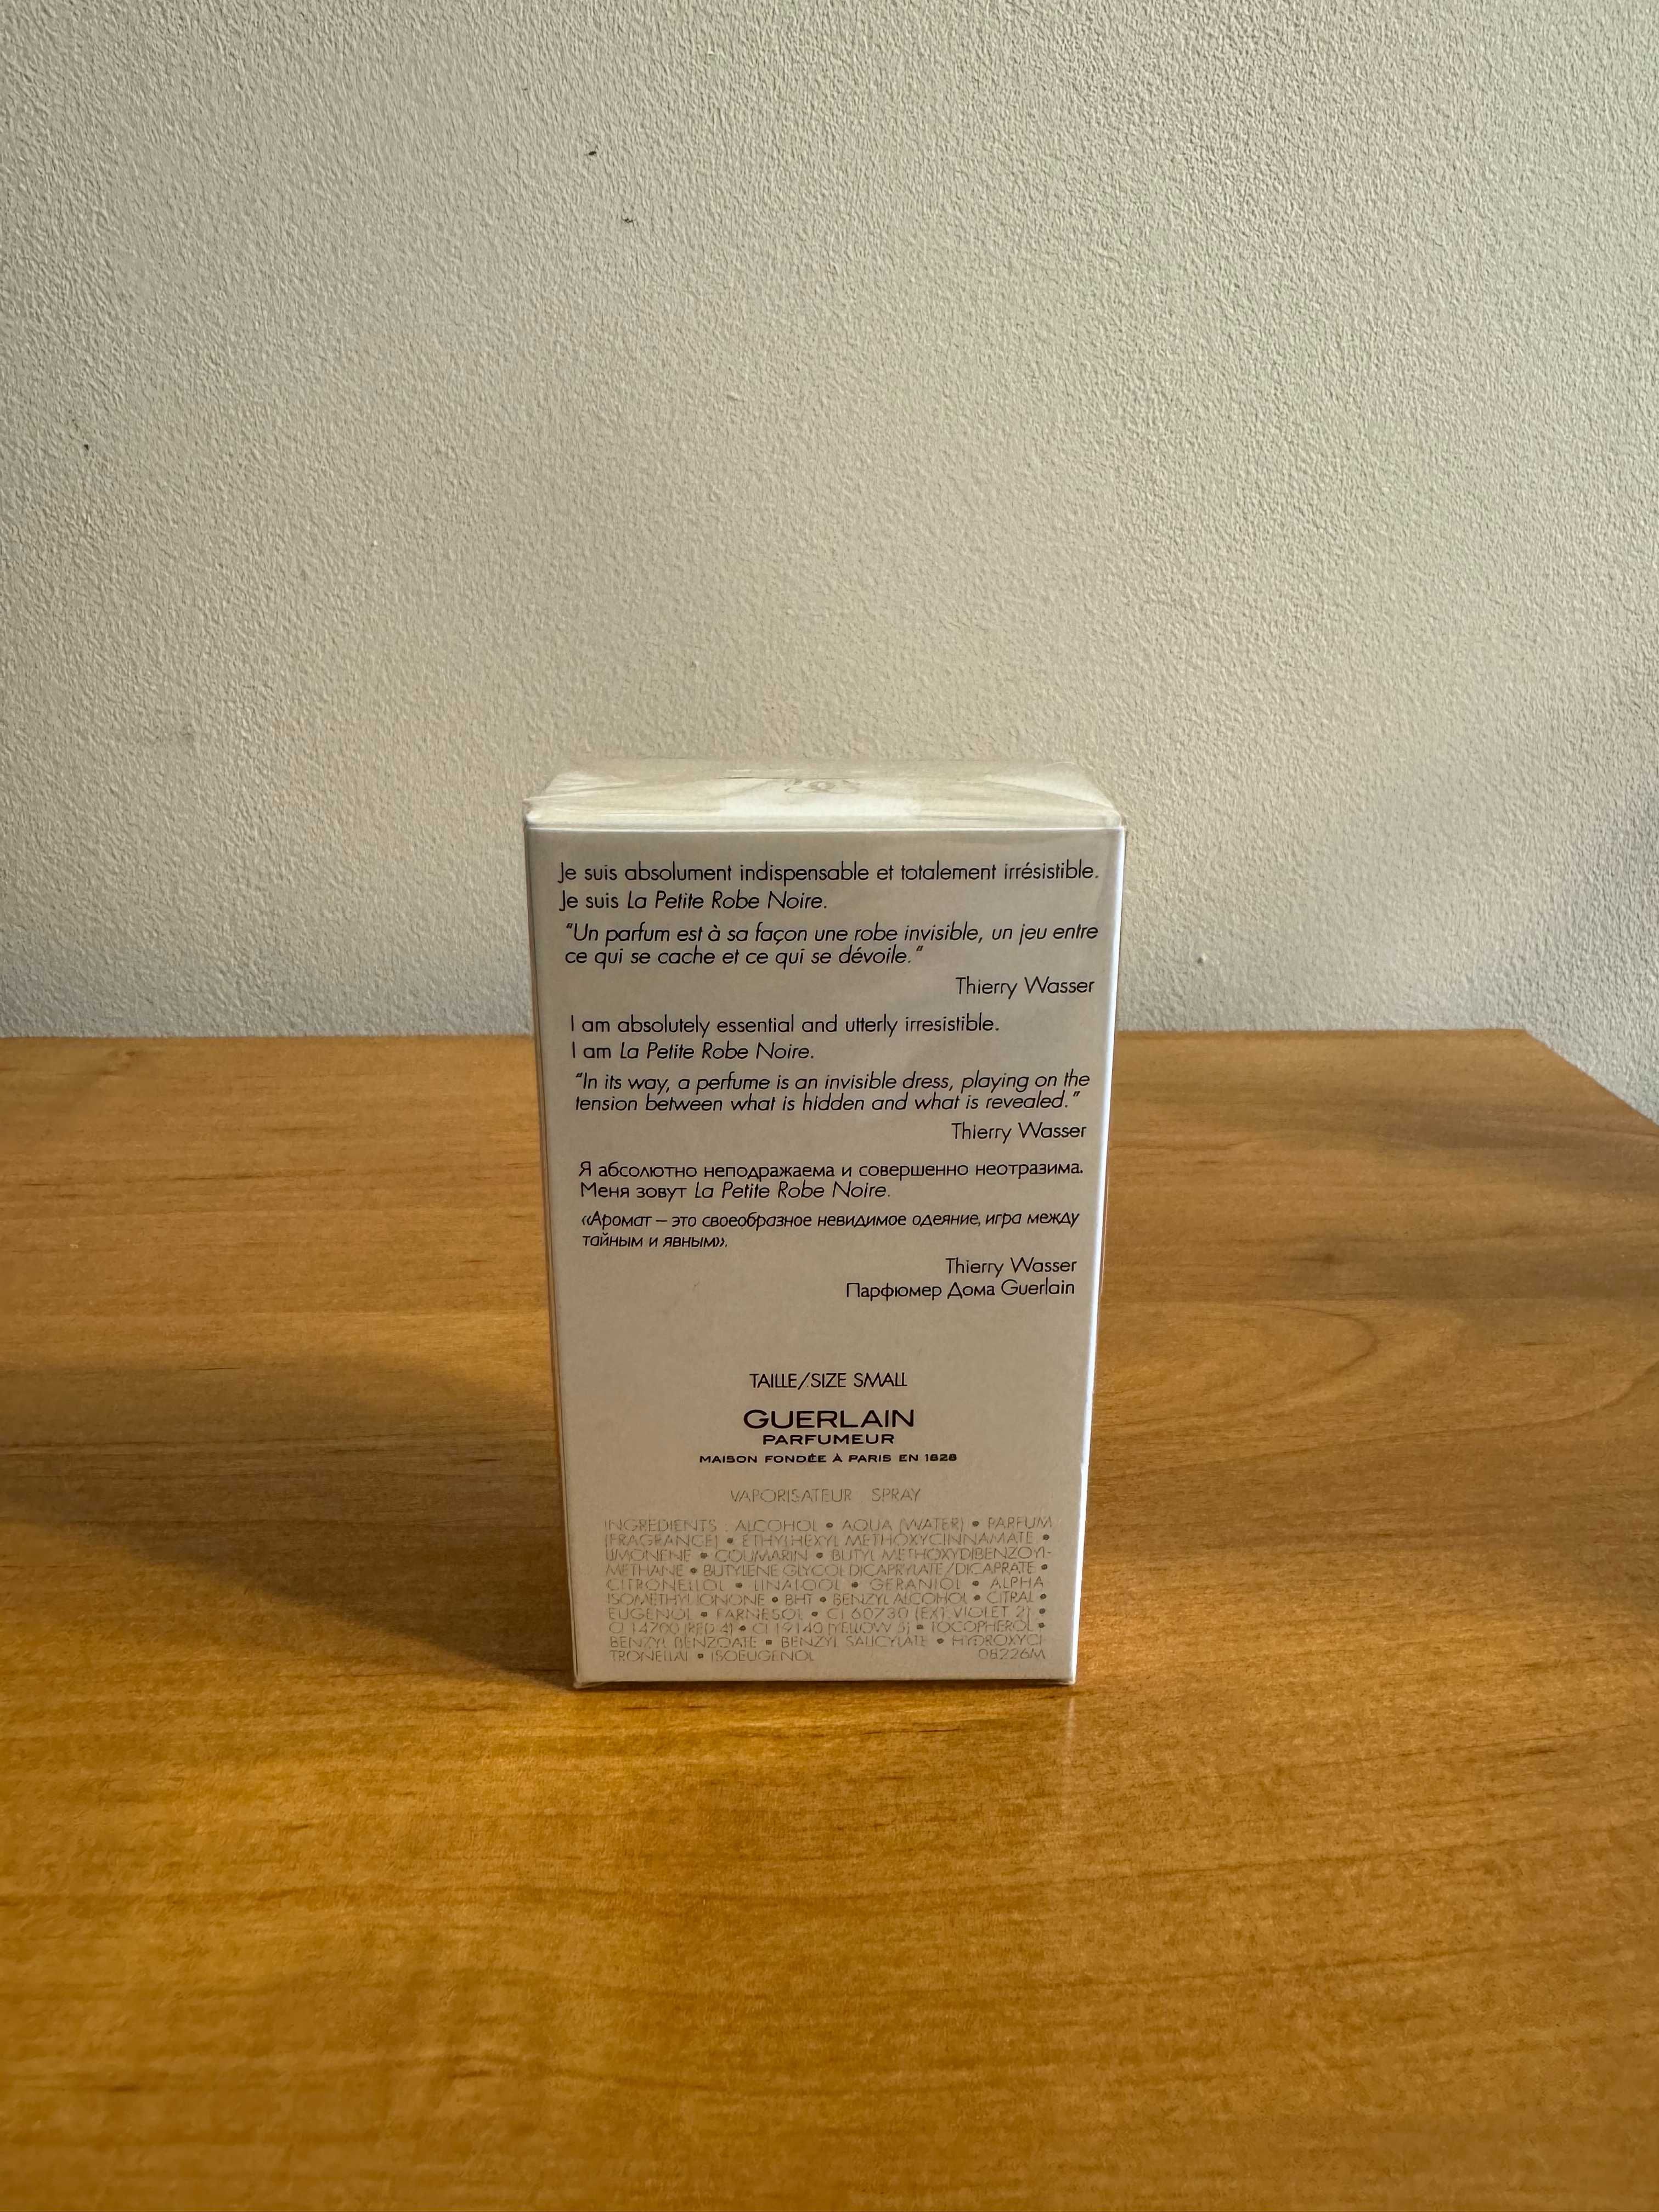 Je suis absolument indispensable et totalement irrésistible.
Je suis La Petite Robe Noire.
"Un parfum est à sa façon une robe invisible, un jeu entre
ce qui se cache et ce qui se dévoile."
Thierry Wasser
I am absolutely essential and utterly irresistible.
I am La Petite Robe Noire.
"In its way, a perfume is an invisible dress, playing on the
tension between what is hidden and what is revealed."
Thierry Wasser
Я абсолютно неподражаема и совершенно неотразима.
Меня зовут La Petite Robe Noire.
«Аромат – это своеобразное невидимое одеяние, игра между
тайным и явным».
Thierry Wasser
Парфюмер Дома Guerlain
TAILLE/SIZE SMALL
GUERLAIN
PARFUMEUR
MAISON FONDÉE À PARIS EN 1828
VAPORISATEUR SPRAY
INGREDIENTS : ALCOHOL • AQUA (WATER) • PARFUM
(FRAGRANCE) • ETHYLHEXYL METHOXYCINNAMATE •
LIMONENE • COUMARIN • BUTYL METHOXYDIBENZOYL-
METHANE • BUTYLENE GLYCOL DICAPRYLATE/DICAPRATE •
CITRONELLOL • LINALOOL • GERANIOL • ALPHA
ISOMETHYL IONONE • BHT • BENZYL ALCOHOL • CITRAL •
EUGENOL • FARNESOL • CI 60730 (EXT. VIOLET 2) •
CI 14700 (RED 4) • CI 19140 (YELLOW 5) • TOCOPHEROL •
BENZYL BENZOATE • BENZYL SALICYLATE • HYDROXYCI
TRONELLAL • ISOEUGENOL 08226M